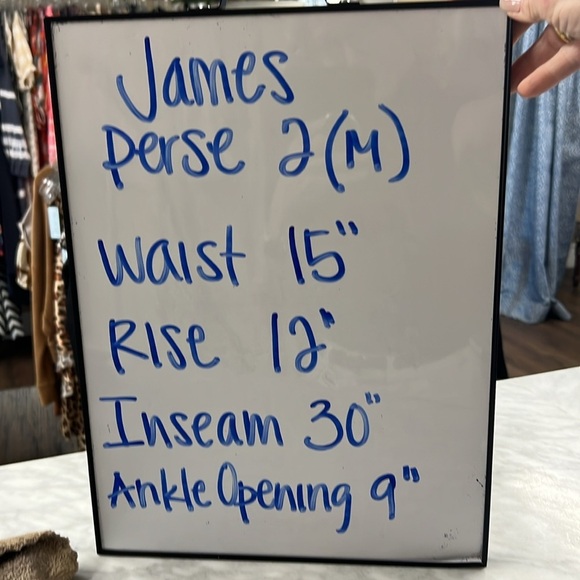 James
perse 2 (M)
Waist 15"
Rise 12"
Inseam 30"
Ankle Opening 9"